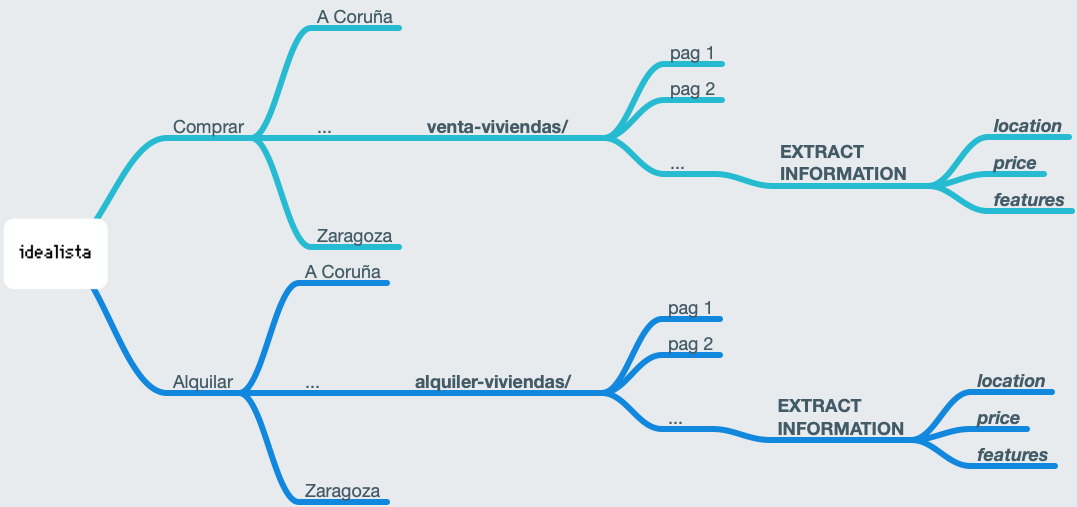 idealista
Comprar
A Coruña
...
Zaragoza
venta-viviendas/
pag 1
pag 2
...
EXTRACT
INFORMATION
location
price
features
Alquilar
A Coruña
...
Zaragoza
alquiler-viviendas/
pag 1
pag 2
...
EXTRACT
INFORMATION
location
price
features